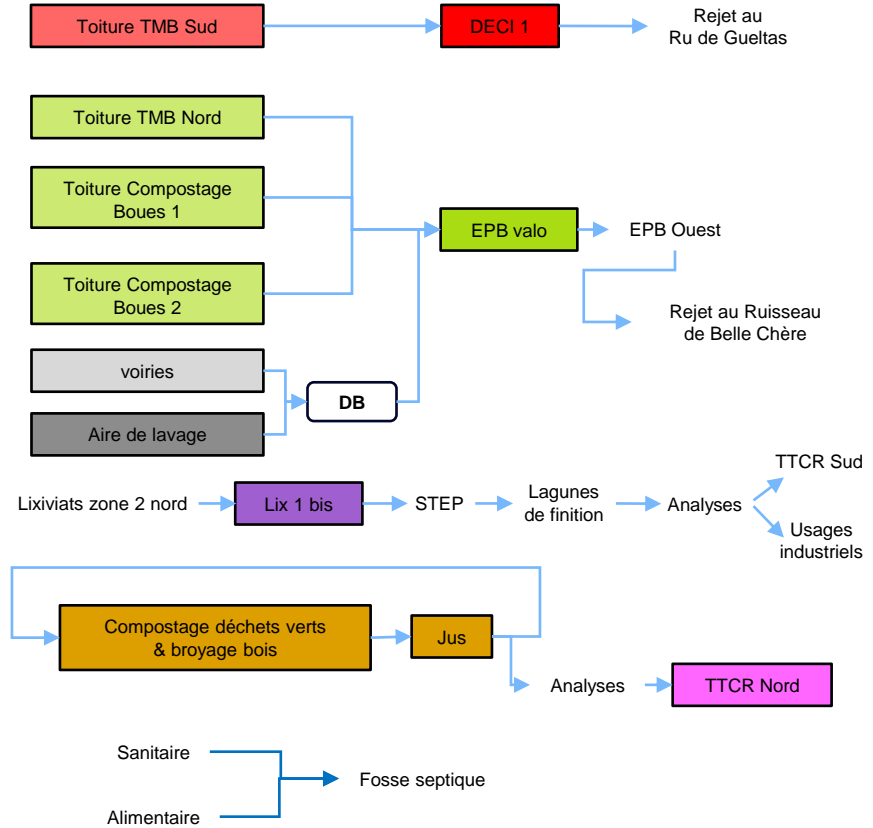 Toiture TMB Sud
DECI 1
Rejet au
Ru de Gueltas
Toiture TMB Nord
Toiture Compostage
Boues 1
EPB valo
EPB Ouest
Toiture Compostage
Boues 2
Rejet au Ruisseau
de Belle Chère
voiries
DB
Aire de lavage
Lixiviats zone 2 nord
Lix 1 bis
STEP
Lagunes
de finition
Analyses
TTCR Sud
Usages
industriels
Compostage déchets verts
& broyage bois
Jus
Analyses
TTCR Nord
Sanitaire
Fosse septique
Alimentaire